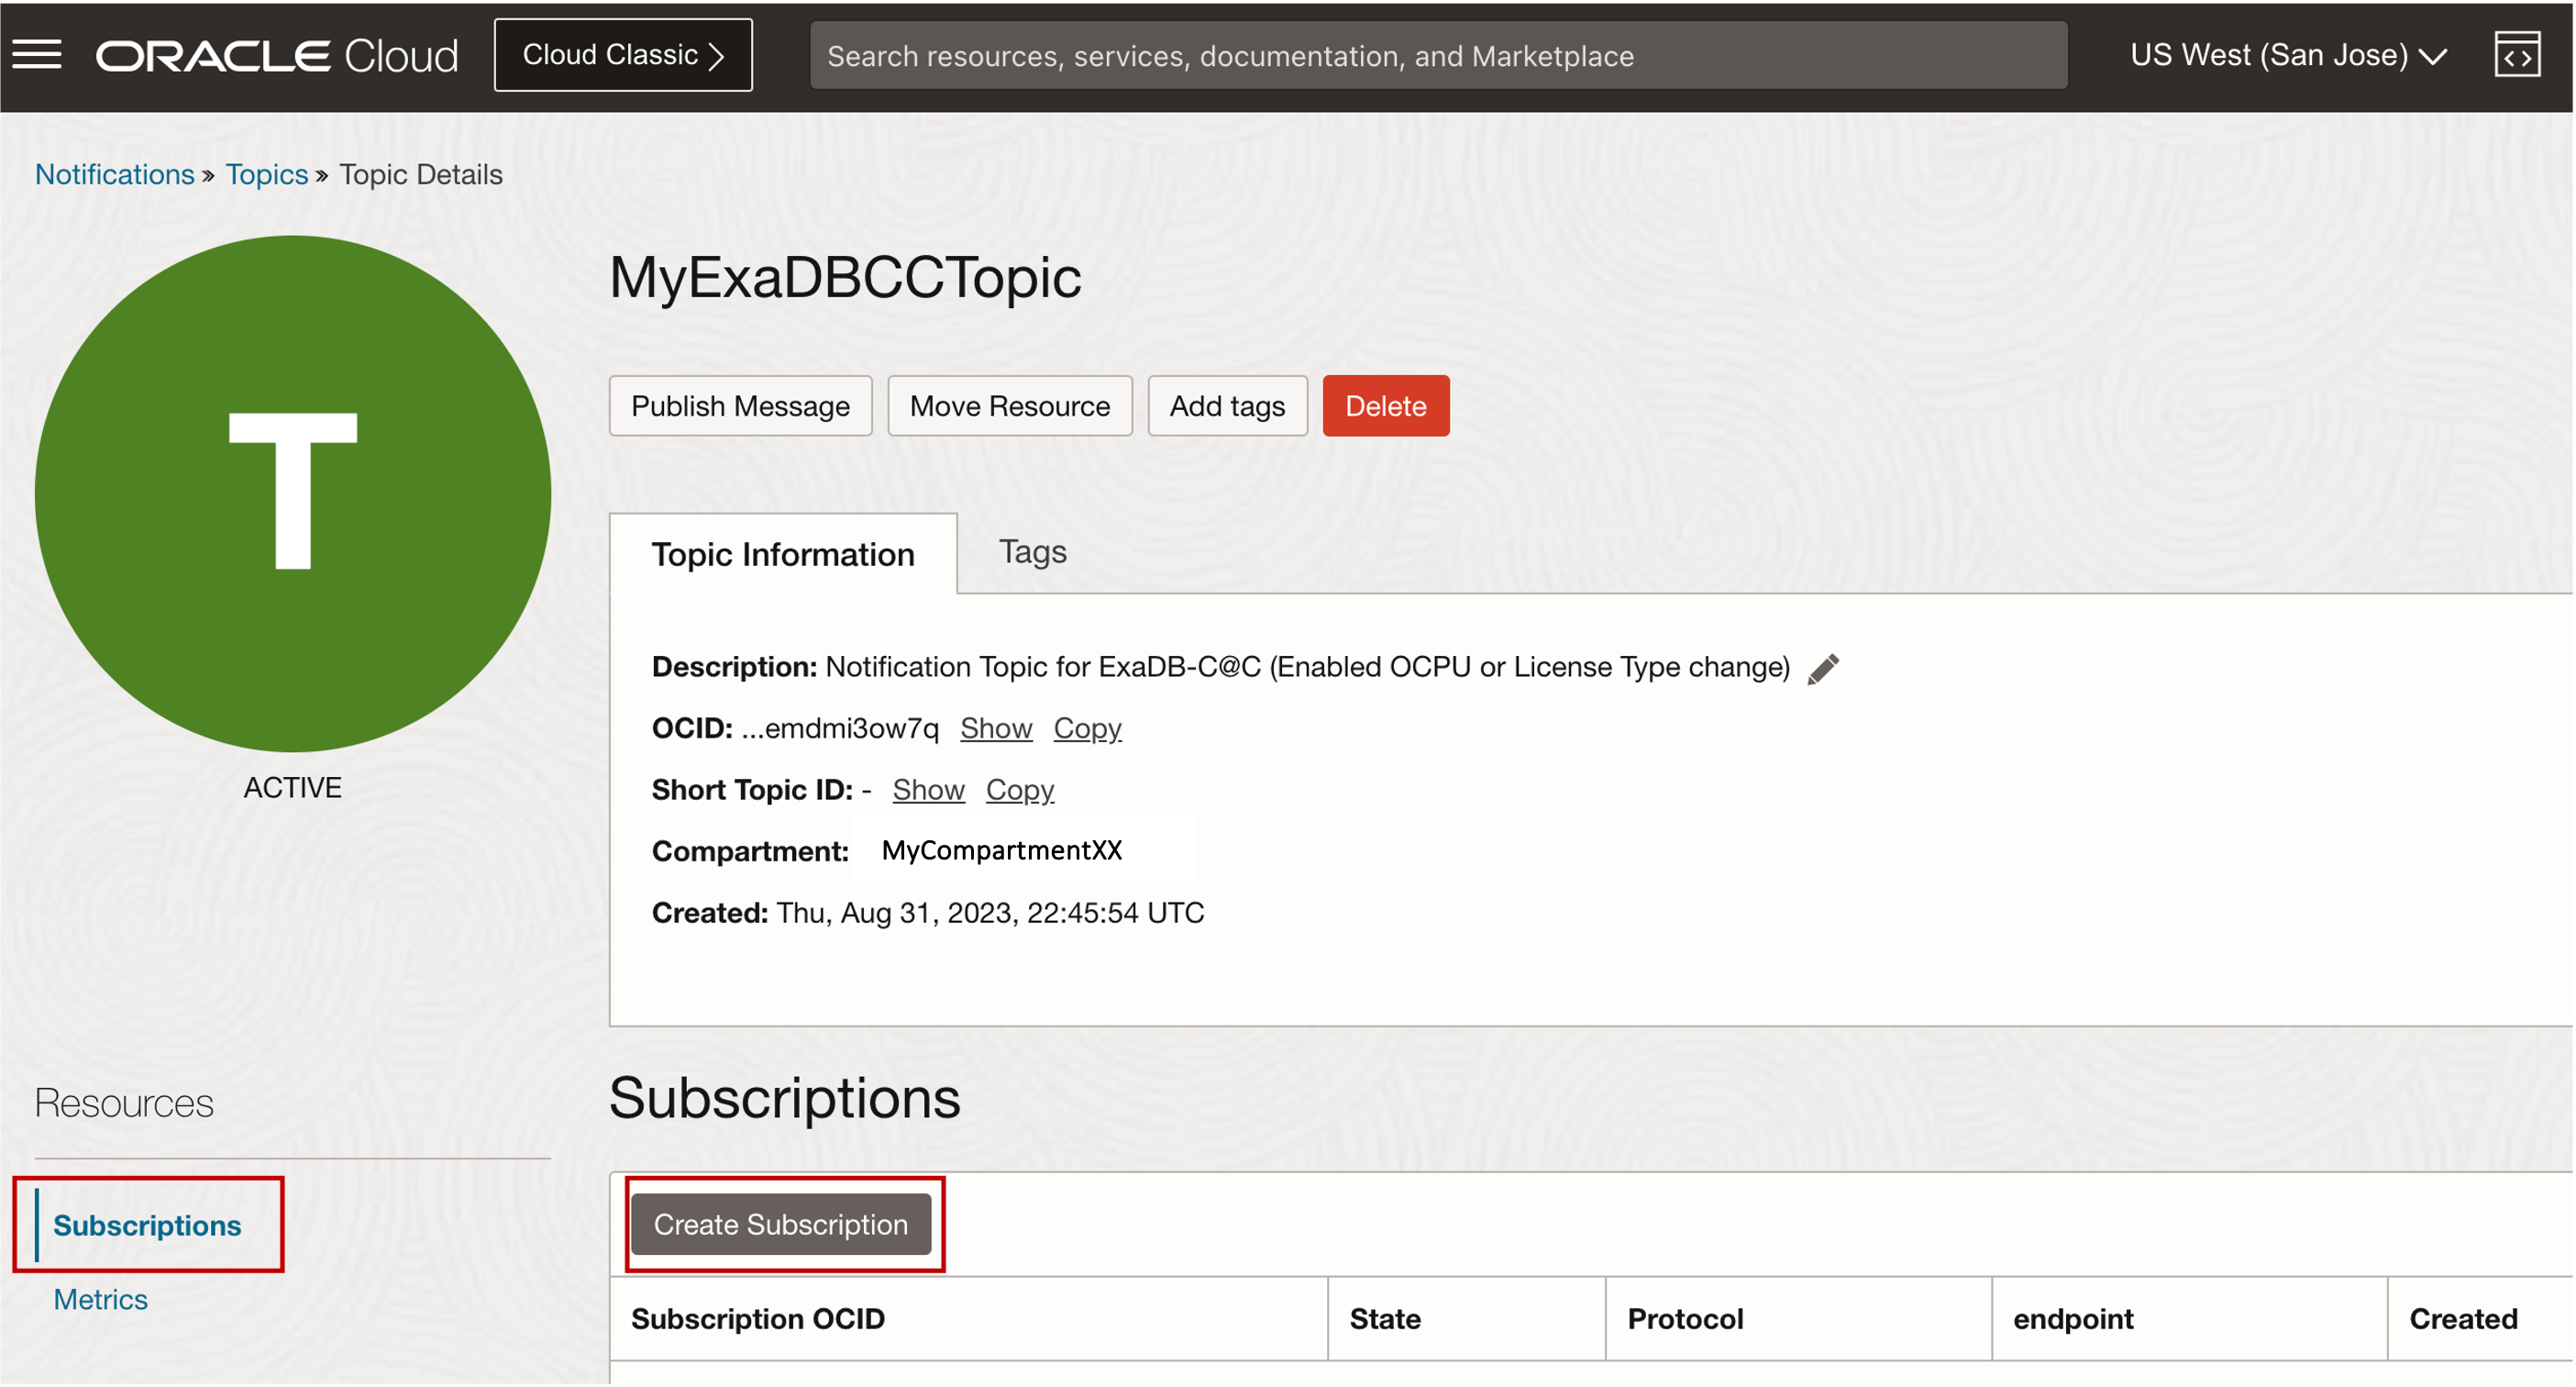 ORACLE Cloud
Cloud Classic
Search resources, services, documentation, and Marketplace
US West (San Jose)
Notifications » Topics » Topic Details
T
ACTIVE
MyExaDBCCTopic
Publish Message
Move Resource
Add tags
Delete
Topic Information
Tags
Description: Notification Topic for ExaDB-C@C (Enabled OCPU or License Type change)
OCID: ...emdmi3ow7q Show Copy
Short Topic ID: - Show Copy
Compartment: MyCompartmentXX
Created: Thu, Aug 31, 2023, 22:45:54 UTC
Resources
Subscriptions
Metrics
Subscriptions
Create Subscription
Subscription OCID
State
Protocol
endpoint
Created